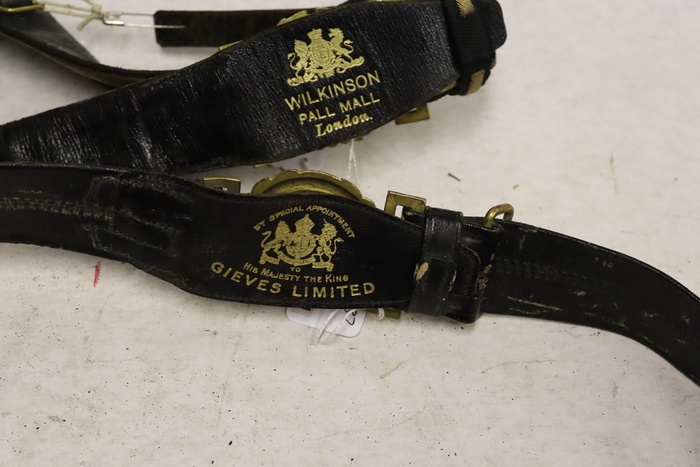 WILKINSON
PALL MALL
London.
BY SPECIAL APPOINTMENT
TO
HIS MAJESTY THE KING
GIEVES LIMITED